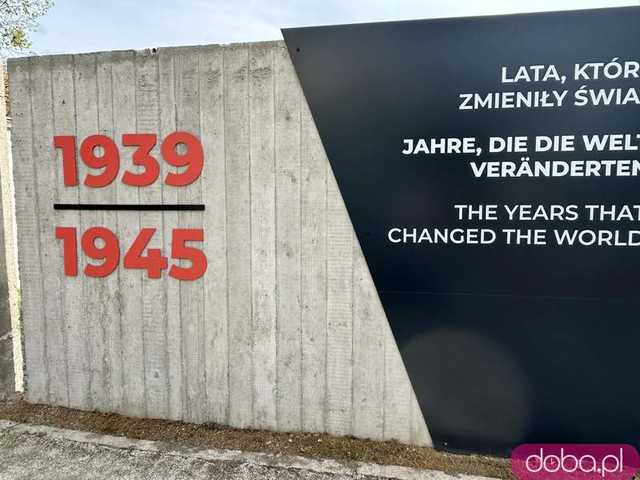 1939
1945
LATA, KTÓR
ZMIENIŁY ŚWIA
JAHRE, DIE DIE WELT
VERÄNDERTEN
THE YEARS THAT
CHANGED THE WORLD
doba.pl